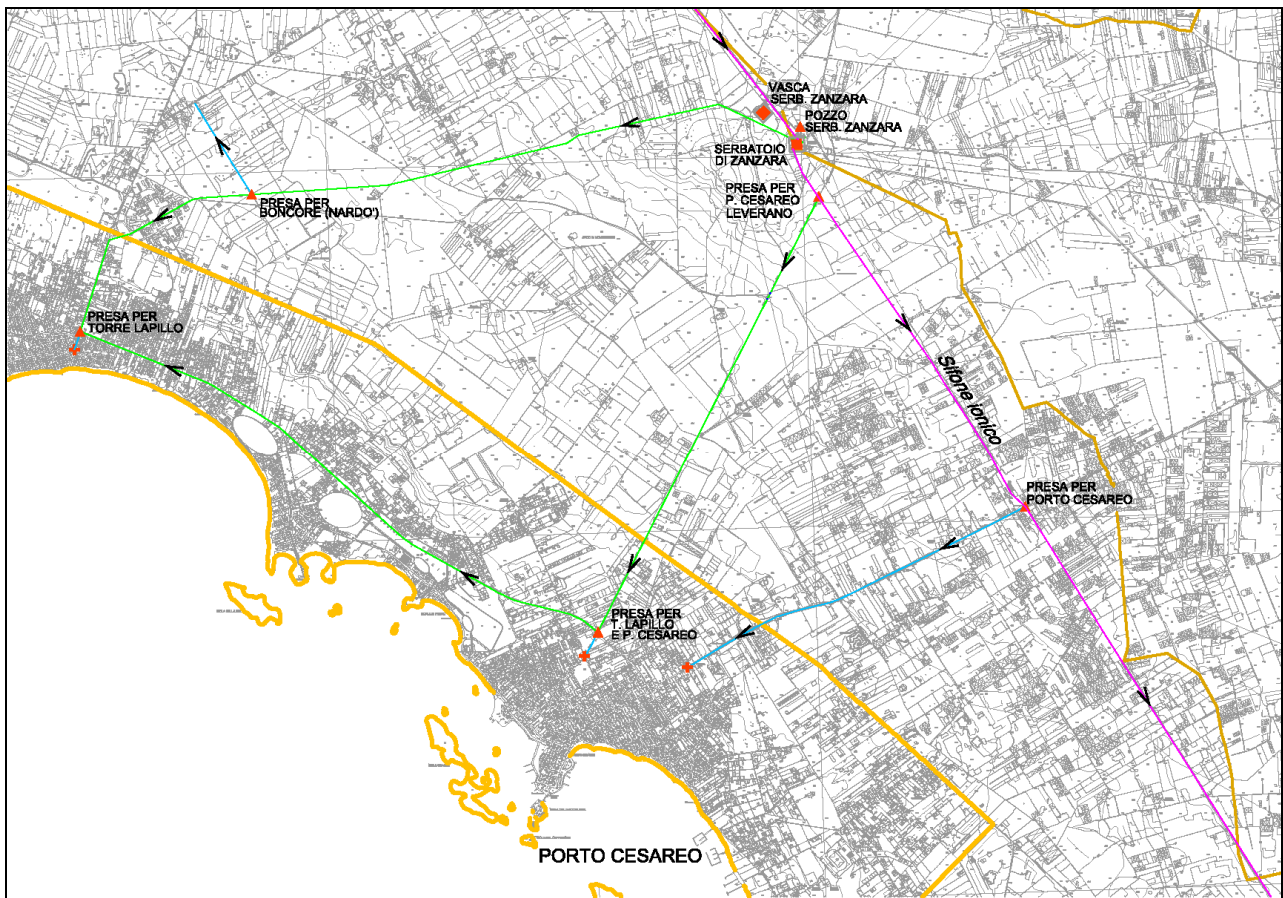 VASCA
SERB. ZANZARA
POZZO
SERB. ZANZARA
SERBATOIO
DI ZANZARA
PRESA PER
P. CESAREO
LEVERANO
PRESA PER
BONCORE (NARDO')
PRESA PER
TORRE LAPILLO
Sifone ionico
PRESA PER
PORTO CESAREO
PRESA PER
T. LAPILLO
E P. CESAREO
PORTO CESAREO